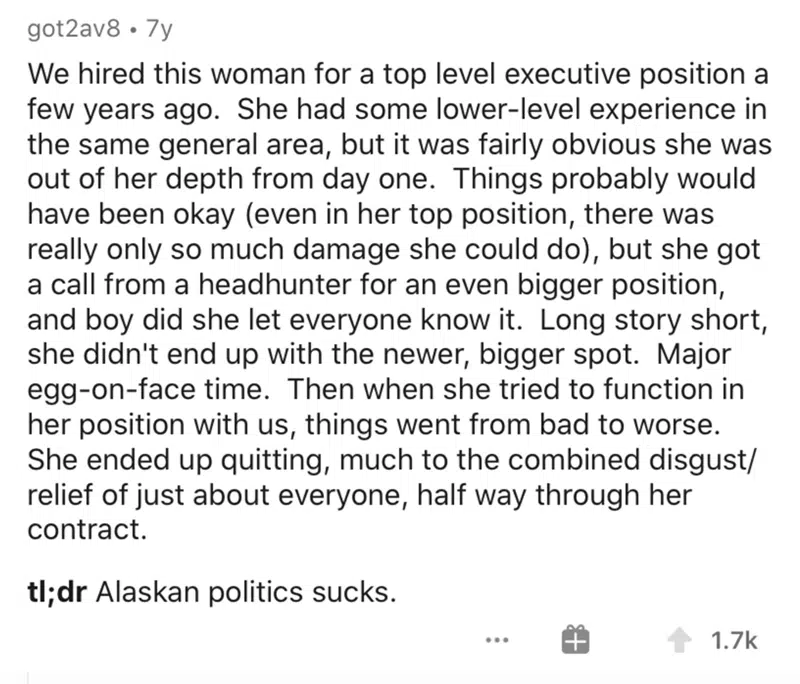 got2av8 • 7y
We hired this woman for a top level executive position a
few years ago.  She had some lower-level experience in
the same general area, but it was fairly obvious she was
out of her depth from day one.  Things probably would
have been okay (even in her top position, there was
really only so much damage she could do), but she got
a call from a headhunter for an even bigger position,
and boy did she let everyone know it.  Long story short,
she didn't end up with the newer, bigger spot.  Major
egg-on-face time.  Then when she tried to function in
her position with us, things went from bad to worse.
She ended up quitting, much to the combined disgust/
relief of just about everyone, half way through her
contract.
tl;dr Alaskan politics sucks.
1.7k